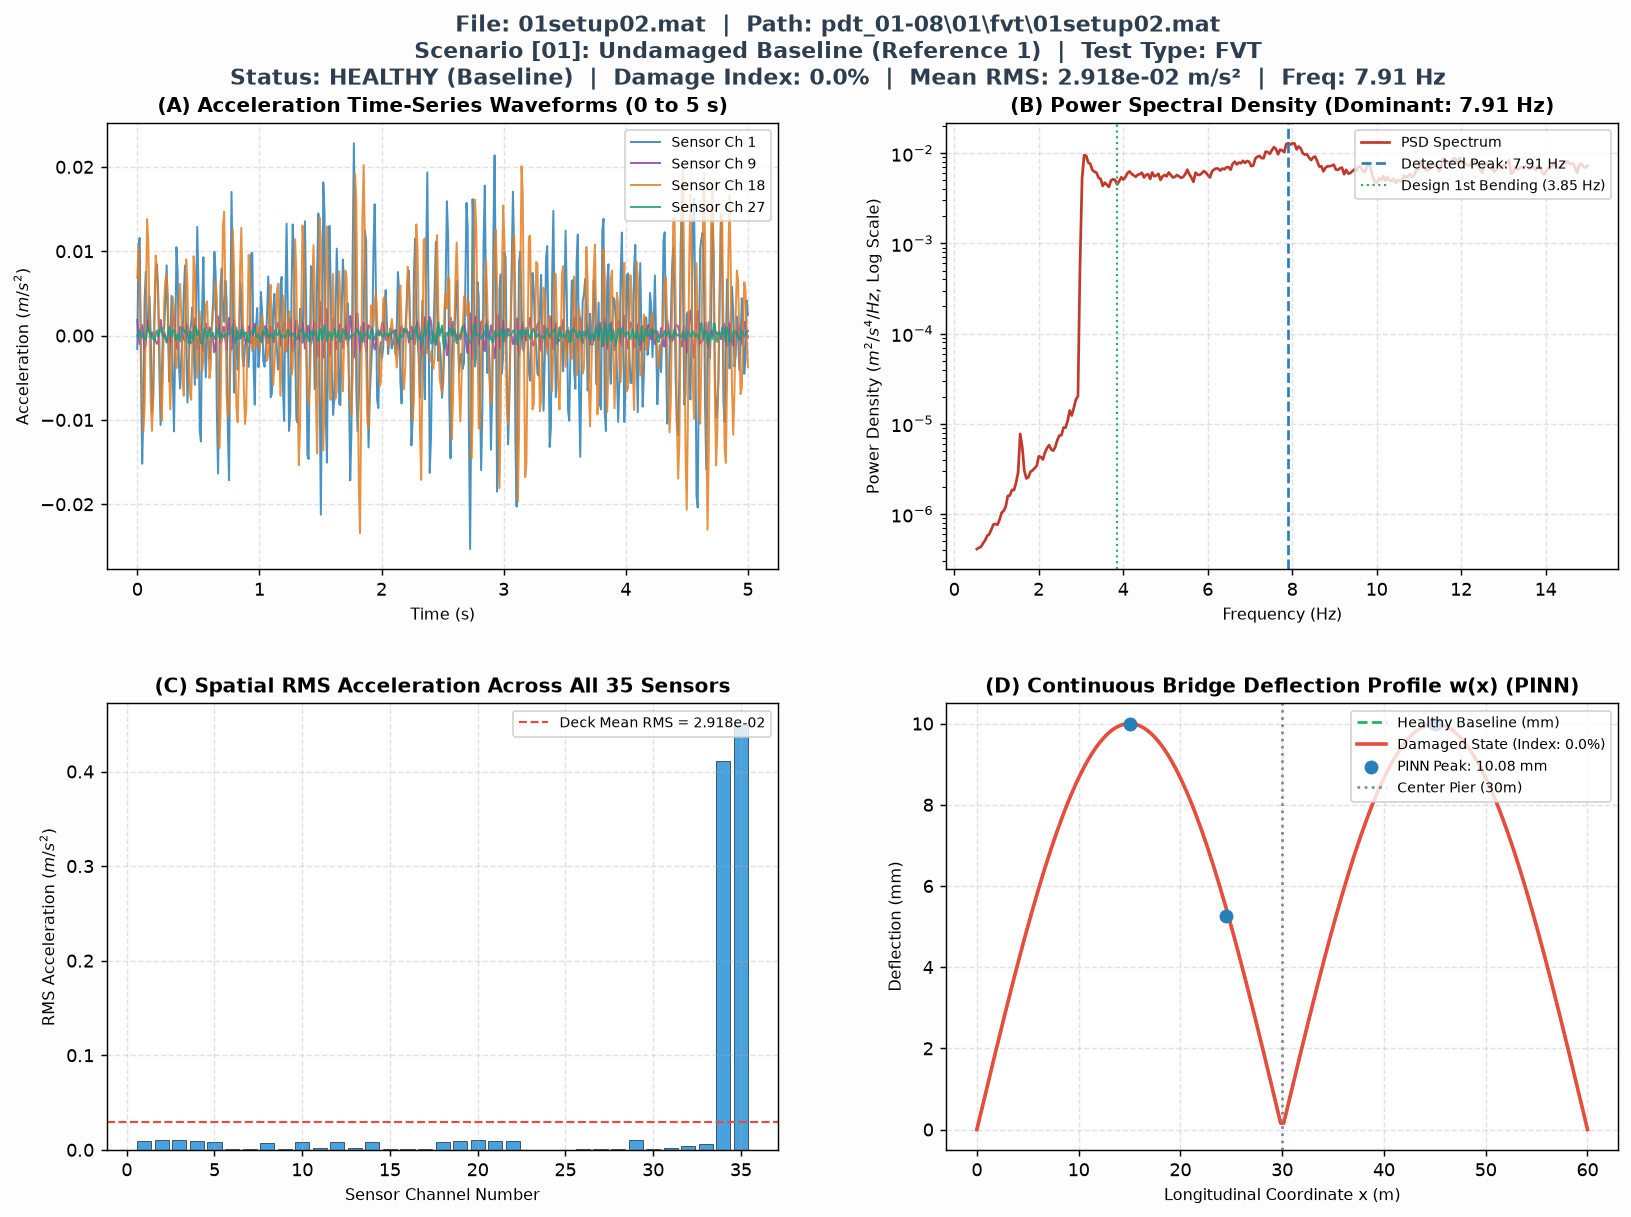 File: 01setup02.mat  |  Path: pdt_01-08\01\fvt\01setup02.mat
Scenario [01]: Undamaged Baseline (Reference 1)  |  Test Type: FVT
Status: HEALTHY (Baseline)  |  Damage Index: 0.0%  |  Mean RMS: 2.918e-02 m/s²  |  Freq: 7.91 Hz
(A) Acceleration Time-Series Waveforms (0 to 5 s)
Sensor Ch 1
Sensor Ch 9
Sensor Ch 18
Sensor Ch 27
Acceleration (m/s²)
0.02
0.01
0.00
−0.01
−0.02
0 1 2 3 4 5
Time (s)
(B) Power Spectral Density (Dominant: 7.91 Hz)
PSD Spectrum
Detected Peak: 7.91 Hz
Design 1st Bending (3.85 Hz)
Power Density (m²/s⁴/Hz, Log Scale)
10⁻²
10⁻³
10⁻⁴
10⁻⁵
10⁻⁶
0 2 4 6 8 10 12 14
Frequency (Hz)
(C) Spatial RMS Acceleration Across All 35 Sensors
Deck Mean RMS = 2.918e-02
RMS Acceleration (m/s²)
0.4
0.3
0.2
0.1
0.0
0 5 10 15 20 25 30 35
Sensor Channel Number
(D) Continuous Bridge Deflection Profile w(x) (PINN)
Healthy Baseline (mm)
Damaged State (Index: 0.0%)
PINN Peak: 10.08 mm
Center Pier (30m)
Deflection (mm)
10
8
6
4
2
0
0 10 20 30 40 50 60
Longitudinal Coordinate x (m)